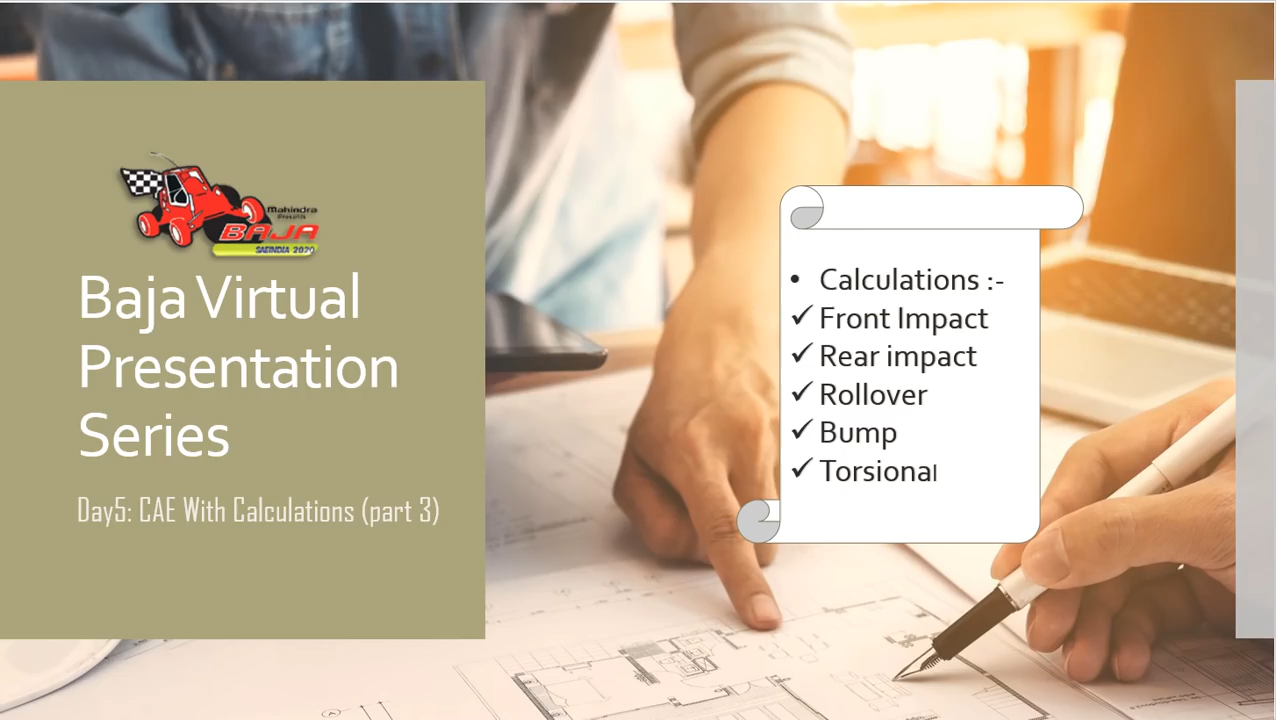 Mahindra
Presents
BAJA
SAEINDIA 2020
Baja Virtual
Presentation
Series
Day5: CAE With Calculations (part 3)
• Calculations :-
✓ Front Impact
✓ Rear impact
✓ Rollover
✓ Bump
✓ Torsional